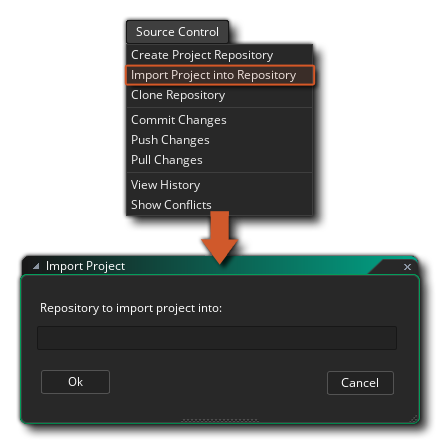 Source Control
Create Project Repository
Import Project into Repository
Clone Repository
Commit Changes
Push Changes
Pull Changes
View History
Show Conflicts
Import Project
Repository to import project into:
Ok
Cancel